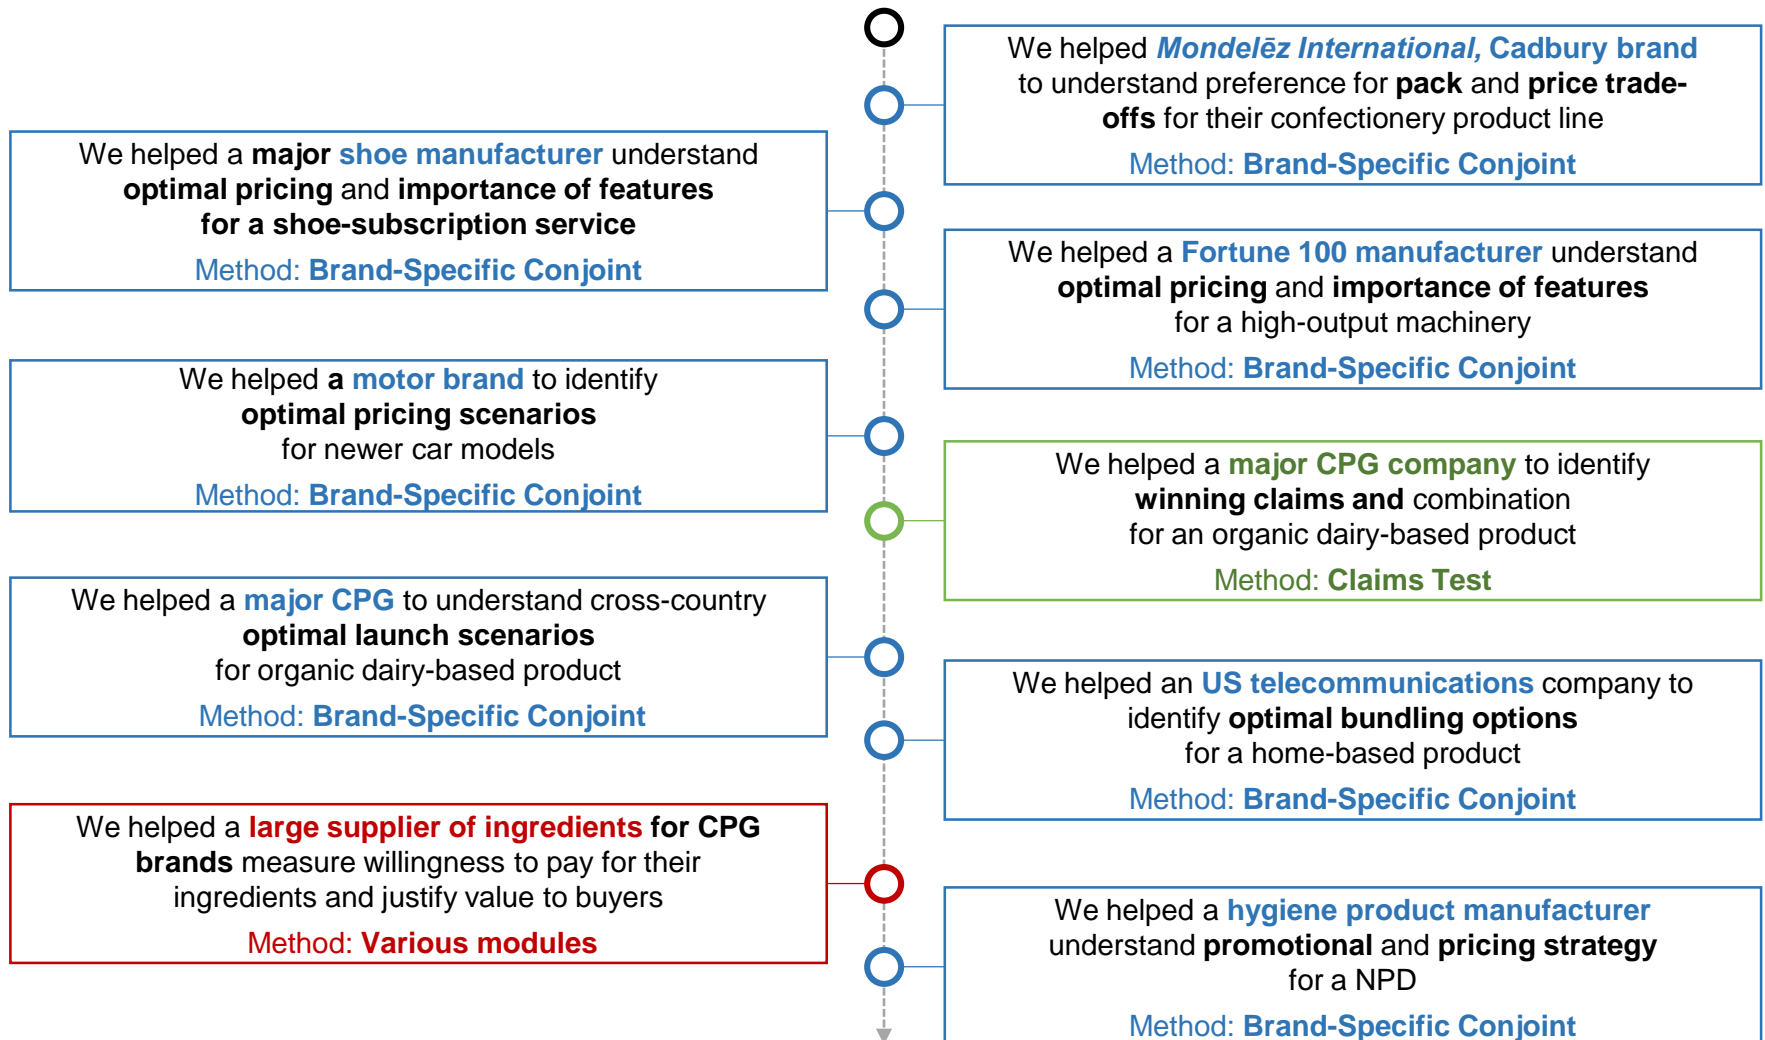 We helped Mondelēz International, Cadbury brand
to understand preference for pack and price trade-
offs for their confectionery product line
Method: Brand-Specific Conjoint
We helped a major shoe manufacturer understand
optimal pricing and importance of features
for a shoe-subscription service
Method: Brand-Specific Conjoint
We helped a Fortune 100 manufacturer understand
optimal pricing and importance of features
for a high-output machinery
Method: Brand-Specific Conjoint
We helped a motor brand to identify
optimal pricing scenarios
for newer car models
Method: Brand-Specific Conjoint
We helped a major CPG company to identify
winning claims and combination
for an organic dairy-based product
Method: Claims Test
We helped a major CPG to understand cross-country
optimal launch scenarios
for organic dairy-based product
Method: Brand-Specific Conjoint
We helped an US telecommunications company to
identify optimal bundling options
for a home-based product
Method: Brand-Specific Conjoint
We helped a large supplier of ingredients for CPG
brands measure willingness to pay for their
ingredients and justify value to buyers
Method: Various modules
We helped a hygiene product manufacturer
understand promotional and pricing strategy
for a NPD
Method: Brand-Specific Conjoint